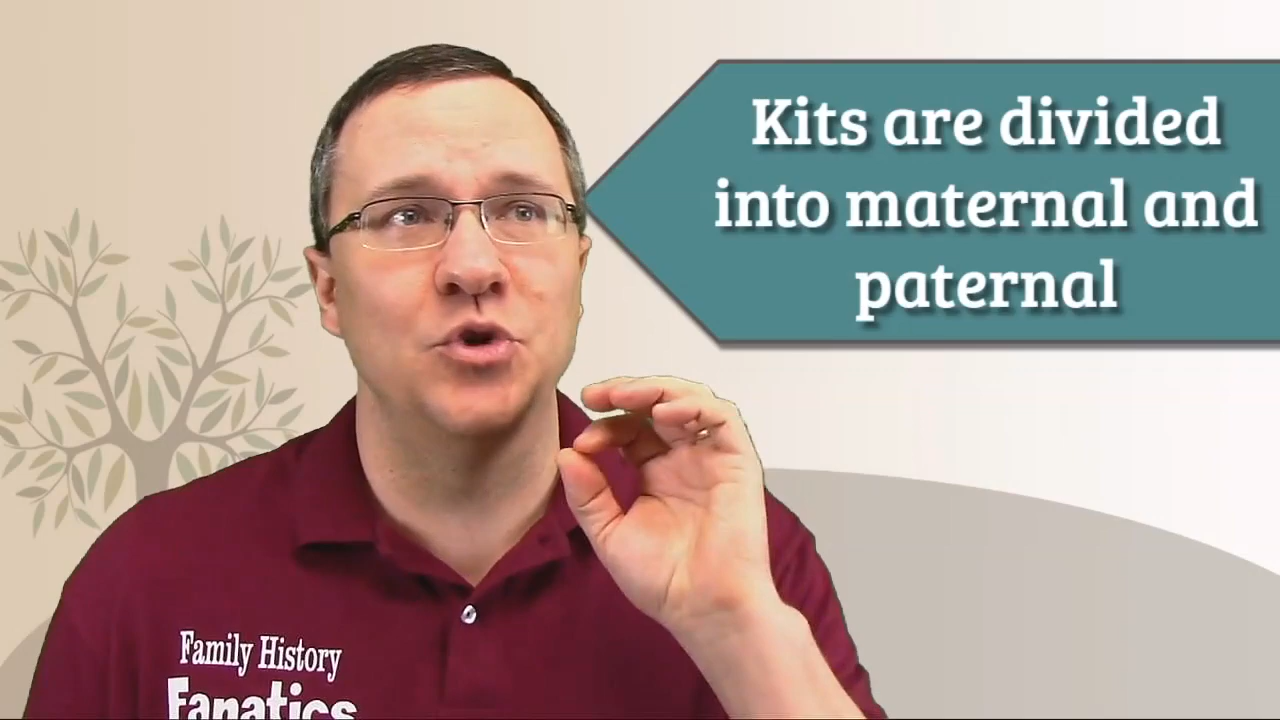 Kits are divided
into maternal and
paternal
Family History
Fanatics